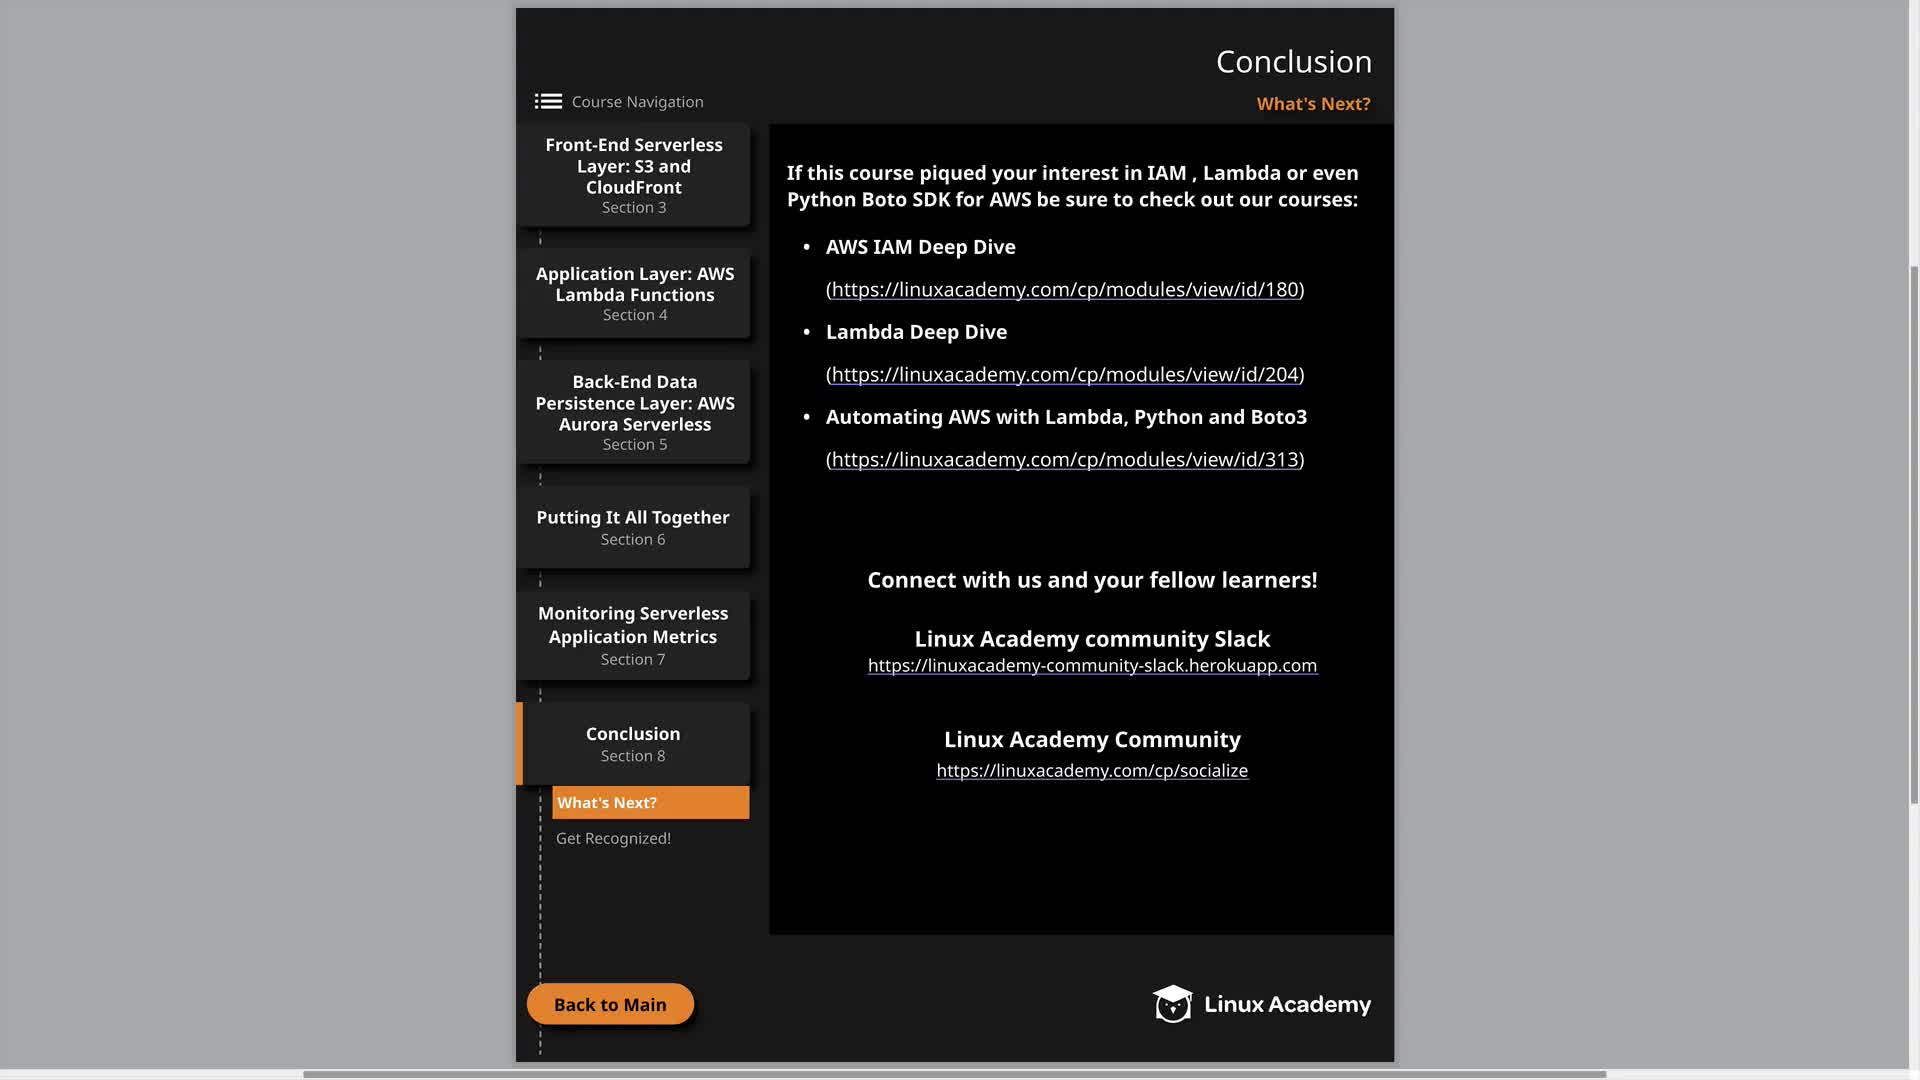 Conclusion
Course Navigation
What's Next?
Front-End Serverless
Layer: S3 and
CloudFront
Section 3
Application Layer: AWS
Lambda Functions
Section 4
Back-End Data
Persistence Layer: AWS
Aurora Serverless
Section 5
Putting It All Together
Section 6
Monitoring Serverless
Application Metrics
Section 7
Conclusion
Section 8
What's Next?
Get Recognized!
Back to Main
If this course piqued your interest in IAM , Lambda or even
Python Boto SDK for AWS be sure to check out our courses:
• AWS IAM Deep Dive
(https://linuxacademy.com/cp/modules/view/id/180)
• Lambda Deep Dive
(https://linuxacademy.com/cp/modules/view/id/204)
• Automating AWS with Lambda, Python and Boto3
(https://linuxacademy.com/cp/modules/view/id/313)
Connect with us and your fellow learners!
Linux Academy community Slack
https://linuxacademy-community-slack.herokuapp.com
Linux Academy Community
https://linuxacademy.com/cp/socialize
Linux Academy